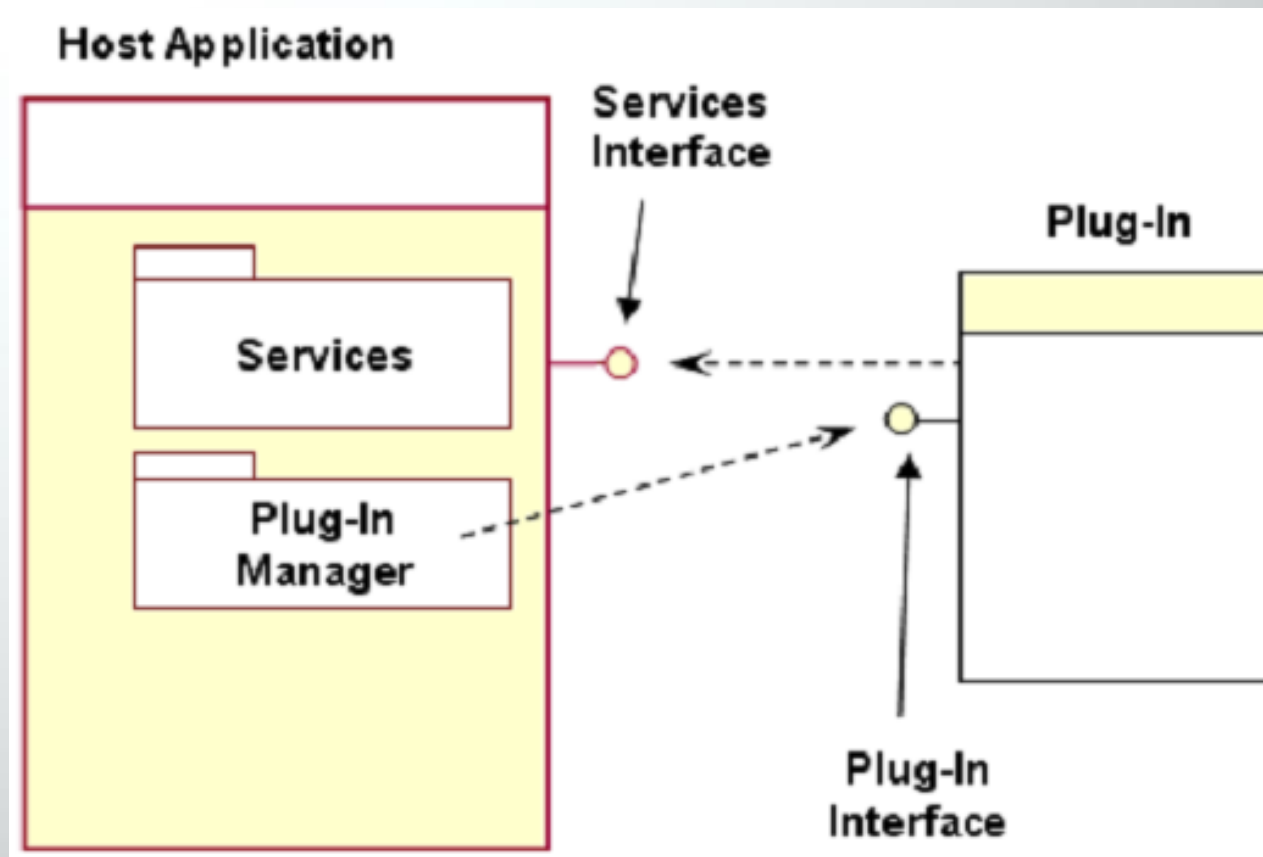 Host Application
Services
Interface
Plug-In
Services
Plug-In
Manager
Plug-In
Interface